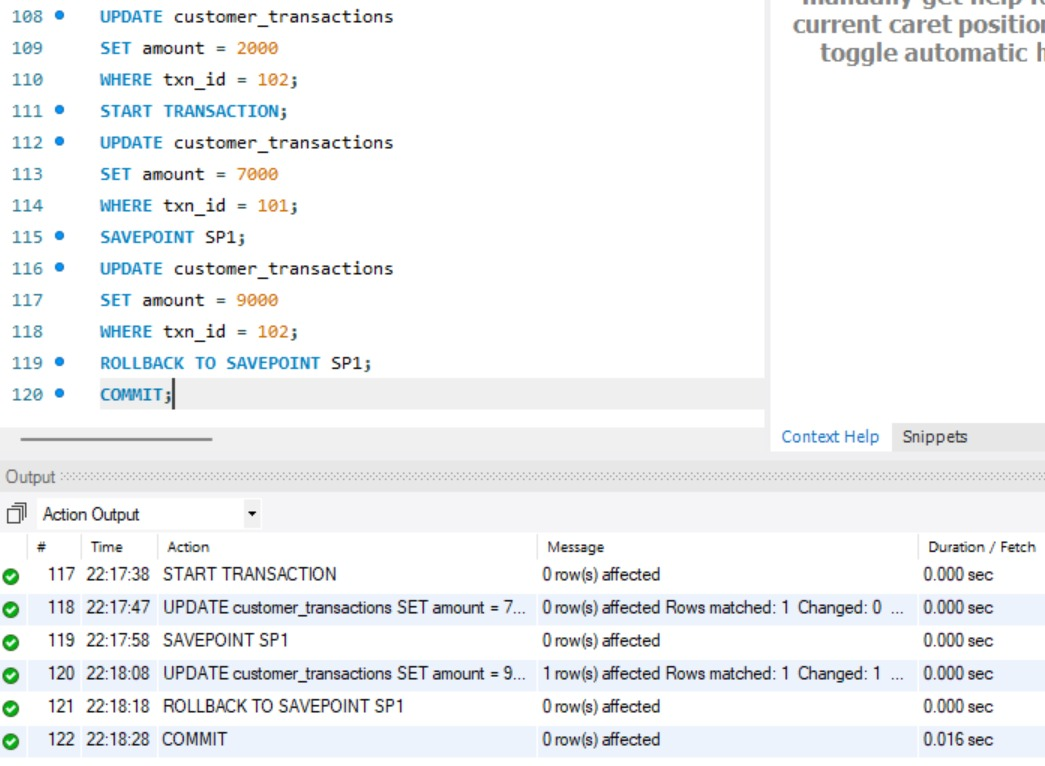 108 UPDATE customer_transactions
109 SET amount = 2000
110 WHERE txn_id = 102;
111 START TRANSACTION;
112 UPDATE customer_transactions
113 SET amount = 7000
114 WHERE txn_id = 101;
115 SAVEPOINT SP1;
116 UPDATE customer_transactions
117 SET amount = 9000
118 WHERE txn_id = 102;
119 ROLLBACK TO SAVEPOINT SP1;
120 COMMIT;
manually get help
current caret position
toggle automatic h
Context Help Snippets
Output
Action Output
# Time Action Message Duration / Fetch
117 22:17:38 START TRANSACTION 0 row(s) affected 0.000 sec
118 22:17:47 UPDATE customer_transactions SET amount = 7... 0 row(s) affected Rows matched: 1 Changed: 0 ... 0.000 sec
119 22:17:58 SAVEPOINT SP1 0 row(s) affected 0.000 sec
120 22:18:08 UPDATE customer_transactions SET amount = 9... 1 row(s) affected Rows matched: 1 Changed: 1 ... 0.000 sec
121 22:18:18 ROLLBACK TO SAVEPOINT SP1 0 row(s) affected 0.000 sec
122 22:18:28 COMMIT 0 row(s) affected 0.016 sec